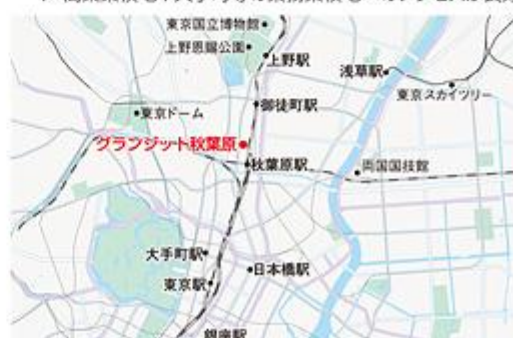 東京国立博物館
上野恩賜公園
上野駅
浅草駅
東京スカイツリー
御徒町駅
東京ドーム
グランジット秋葉原
秋葉原駅
両国国技館
大手町駅
日本橋駅
東京駅
銀座駅